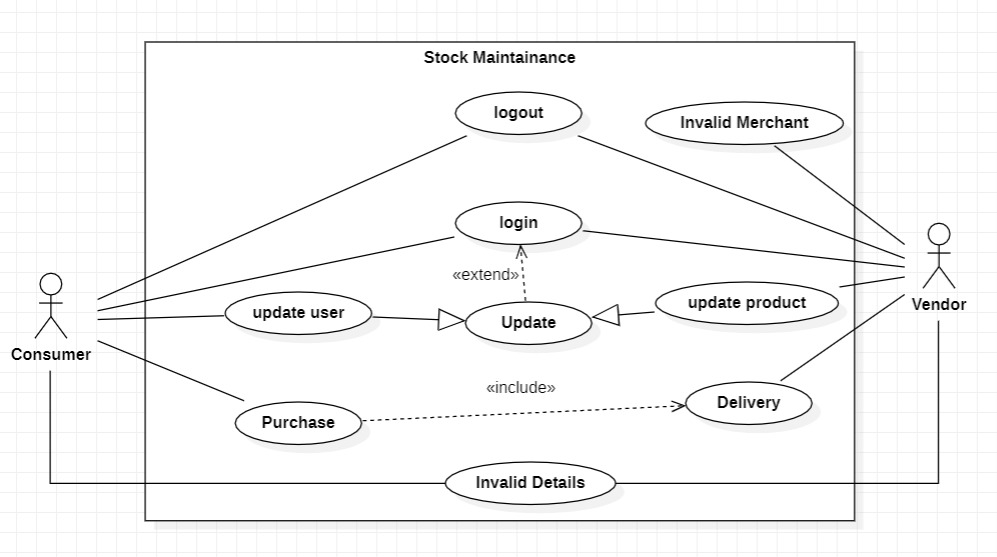 Stock Maintainance
logout
Invalid Merchant
login
«extend»
update user
Update
update product
Vendor
Consumer
«include»
Purchase
Delivery
Invalid Details